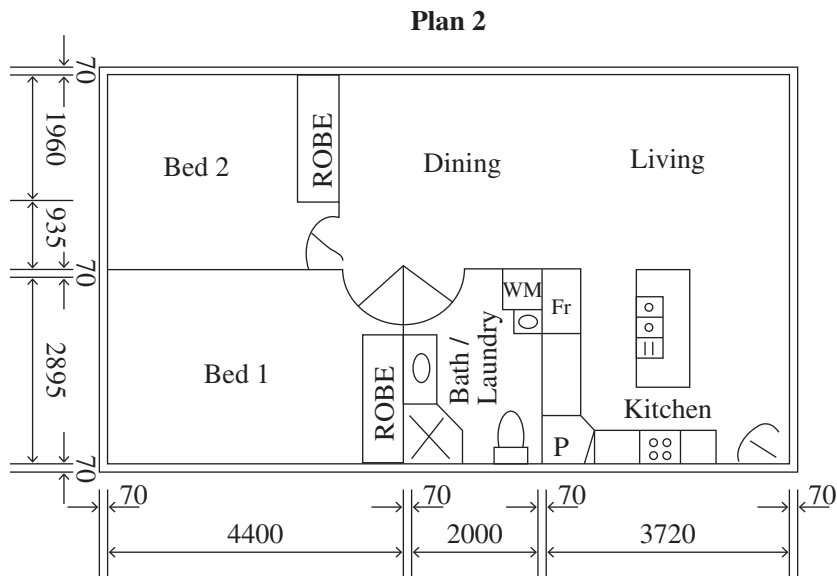 Plan 2
70
1960
935
70
2895
70
Bed 2
ROBE
Dining
Living
WM
Fr
Bed 1
ROBE
Bath /
Laundry
Kitchen
P
70
70
70
70
4400
2000
3720